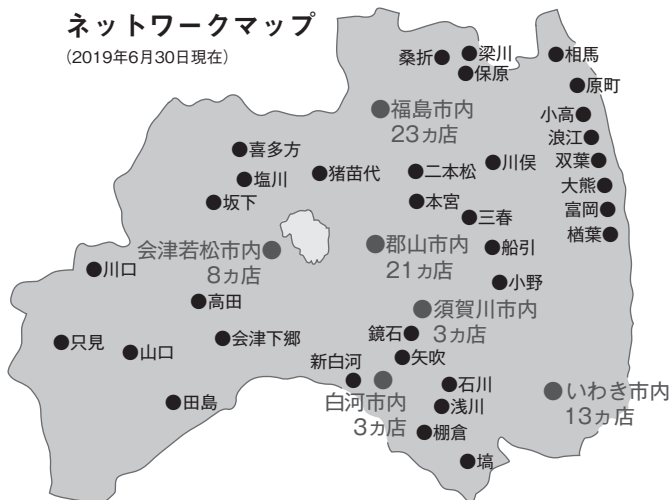 ネットワークマップ
(2019年6月30日現在)
桑折
梁川
保原
相馬
原町
福島市内
23ヵ店
小高
浪江
喜多方
双葉
塩川
猪苗代
二本松
川俣
大熊
坂下
本宮
三春
富岡
楢葉
会津若松市内
8ヵ店
郡山市内
21ヵ店
船引
川口
小野
高田
須賀川市内
3ヵ店
只見
山口
会津下郷
鏡石
新白河
矢吹
田島
白河市内
3ヵ店
石川
浅川
いわき市内
13ヵ店
棚倉
塙